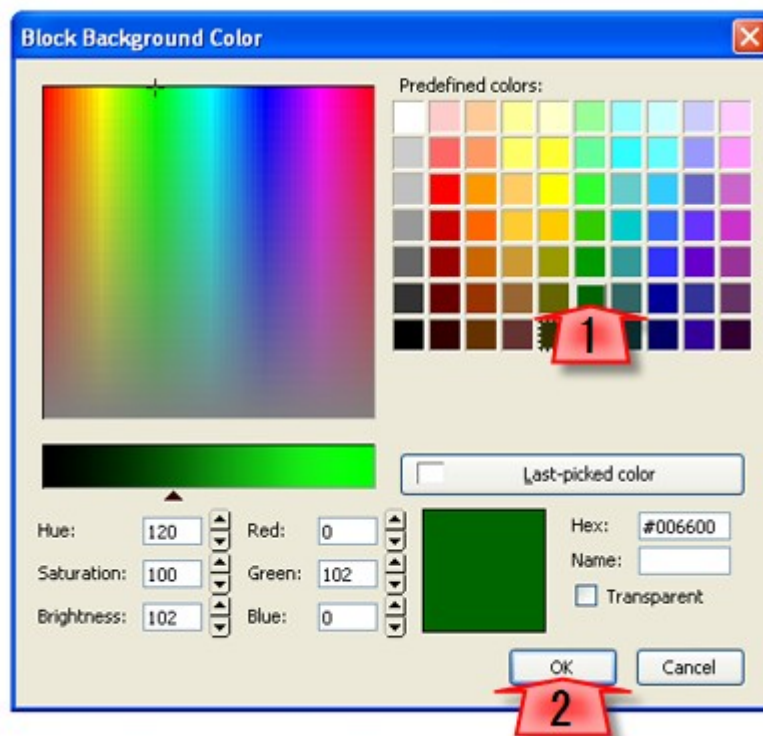 Block Background Color
Predefined colors:
1
Last-picked color
Hue: 120 Red: 0 Hex: #006600
Saturation: 100 Green: 102 Name:
Brightness: 102 Blue: 0 Transparent
OK Cancel
2